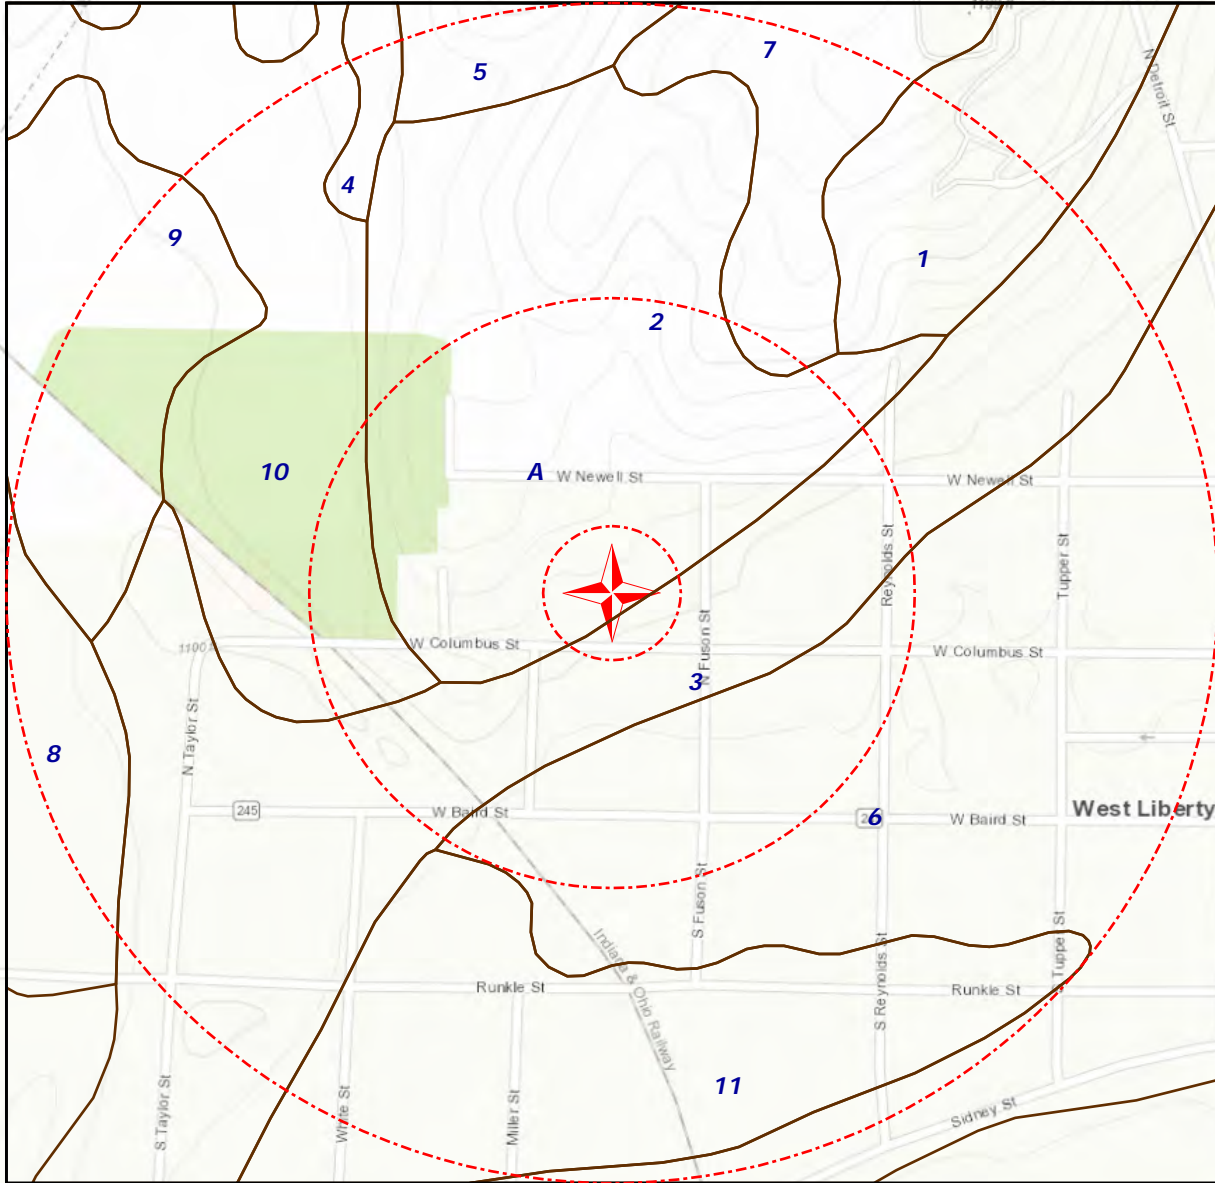 N Detroit St
5
7
4
9
1
2
10
A
W Newell St
W Newell St
Reynolds St
Tupper St
N Fuson St
1100
W Columbus St
W Columbus St
3
N Taylor St
8
245
W Baird St
6
W Baird St
West Liberty
S Fuson St
S Reynolds St
S Tupper St
Indiana & Ohio Railway
Runkle St
Runkle St
11
S Taylor St
White St
Miller St
Sidney St